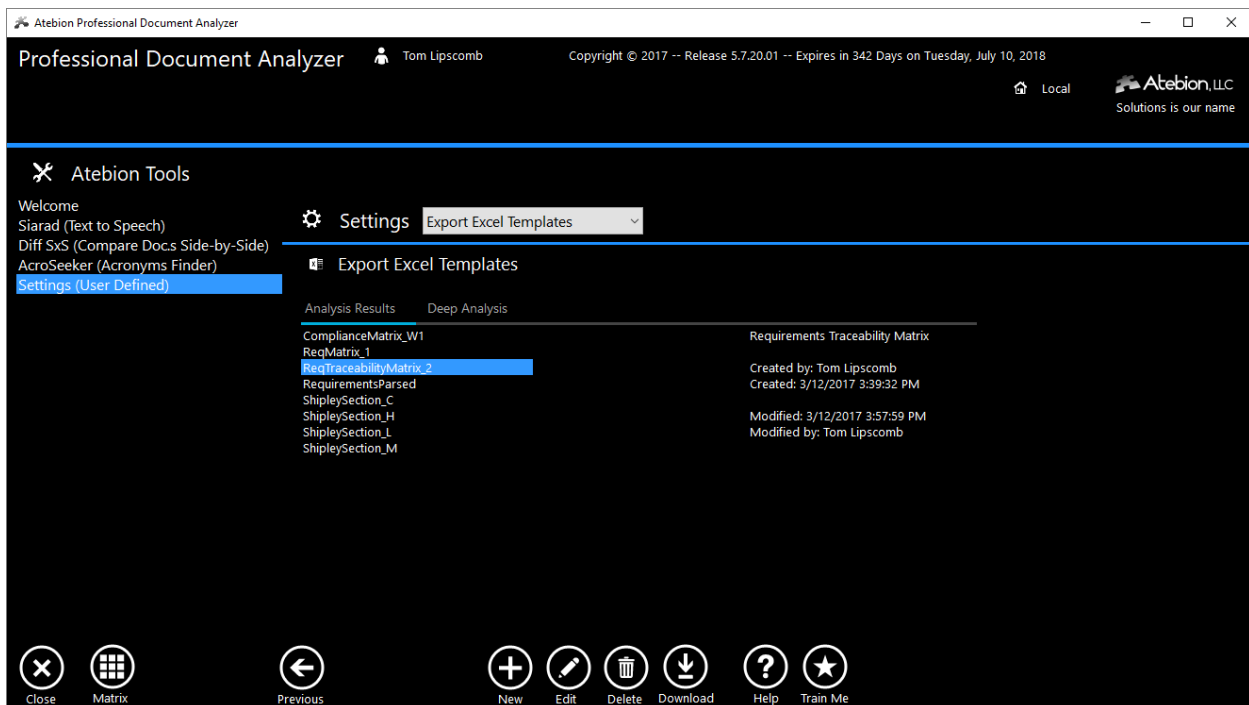 Atebion Professional Document Analyzer
Professional Document Analyzer
Tom Lipscomb
Copyright © 2017 -- Release 5.7.20.01 -- Expires in 342 Days on Tuesday, July 10, 2018
Local
Atebion, LLC
Solutions is our name
Atebion Tools
Welcome
Siarad (Text to Speech)
Diff SxS (Compare Doc.s Side-by-Side)
AcroSeeker (Acronyms Finder)
Settings (User Defined)
Settings
Export Excel Templates
Export Excel Templates
Analysis Results
Deep Analysis
ComplianceMatrix_W1
ReqMatrix_1
ReqTraceabilityMatrix_2
RequirementsParsed
ShipleySection_C
ShipleySection_H
ShipleySection_L
ShipleySection_M
Requirements Traceability Matrix
Created by: Tom Lipscomb
Created: 3/12/2017 3:39:32 PM
Modified: 3/12/2017 3:57:59 PM
Modified by: Tom Lipscomb
Close
Matrix
Previous
New
Edit
Delete
Download
Help
Train Me